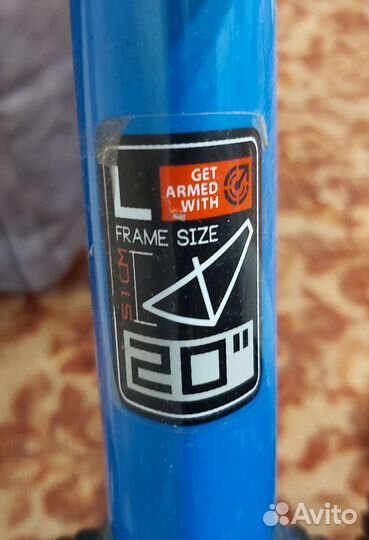 L
GET
ARMED
WITH
FRAME SIZE
51CM
20"
Avito